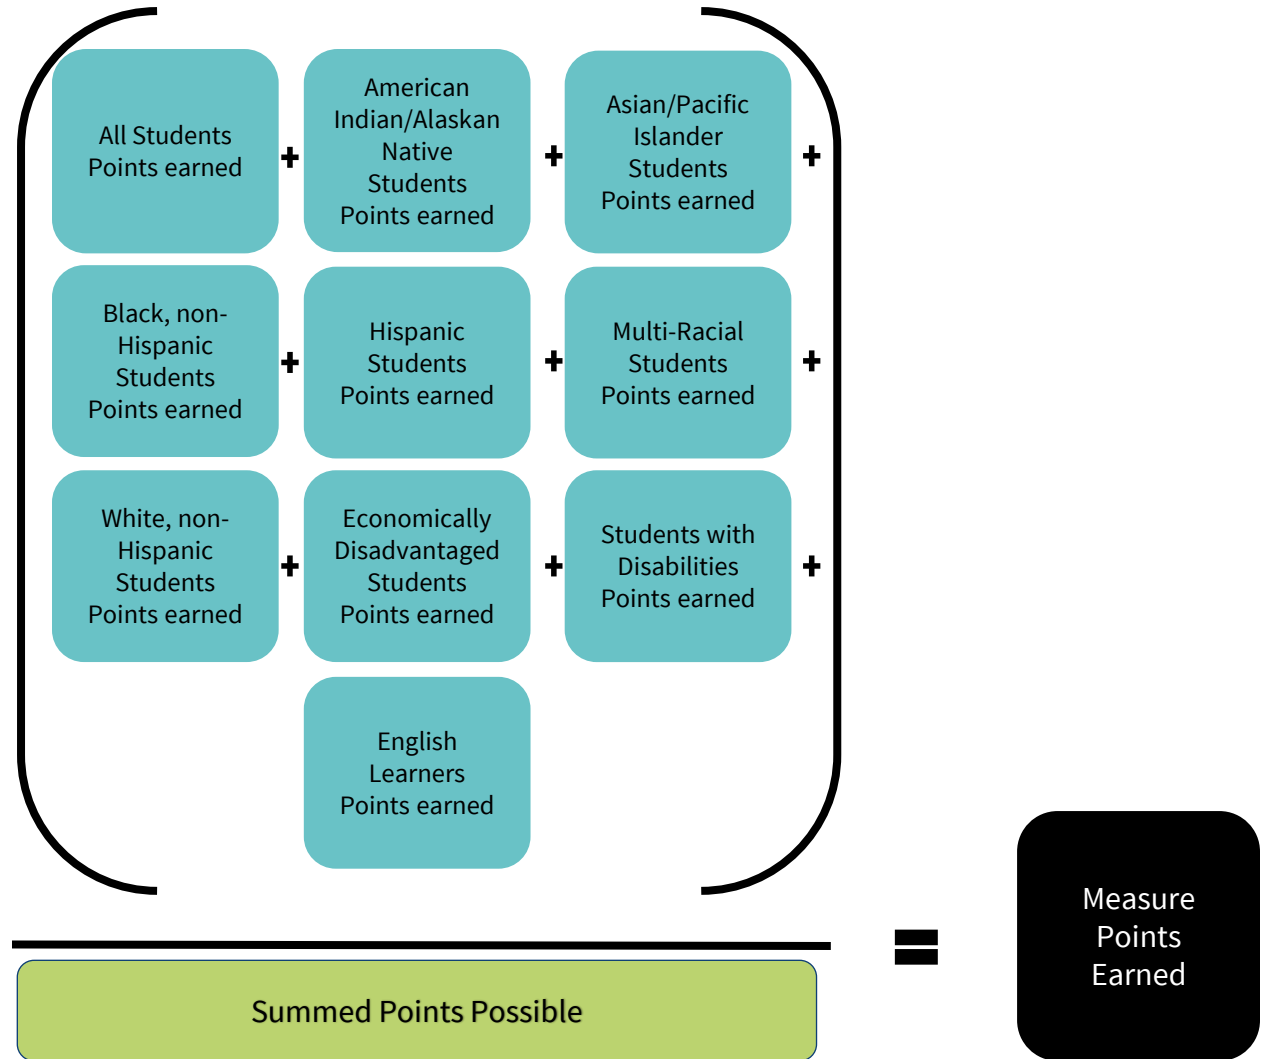 All Students
Points earned
+
American
Indian/Alaskan
Native
Students
Points earned
+
Asian/Pacific
Islander
Students
Points earned
+
Black, non-
Hispanic
Students
Points earned
+
Hispanic
Students
Points earned
+
Multi-Racial
Students
Points earned
+
White, non-
Hispanic
Students
Points earned
+
Economically
Disadvantaged
Students
Points earned
+
Students with
Disabilities
Points earned
+
English
Learners
Points earned
Summed Points Possible
=
Measure
Points
Earned